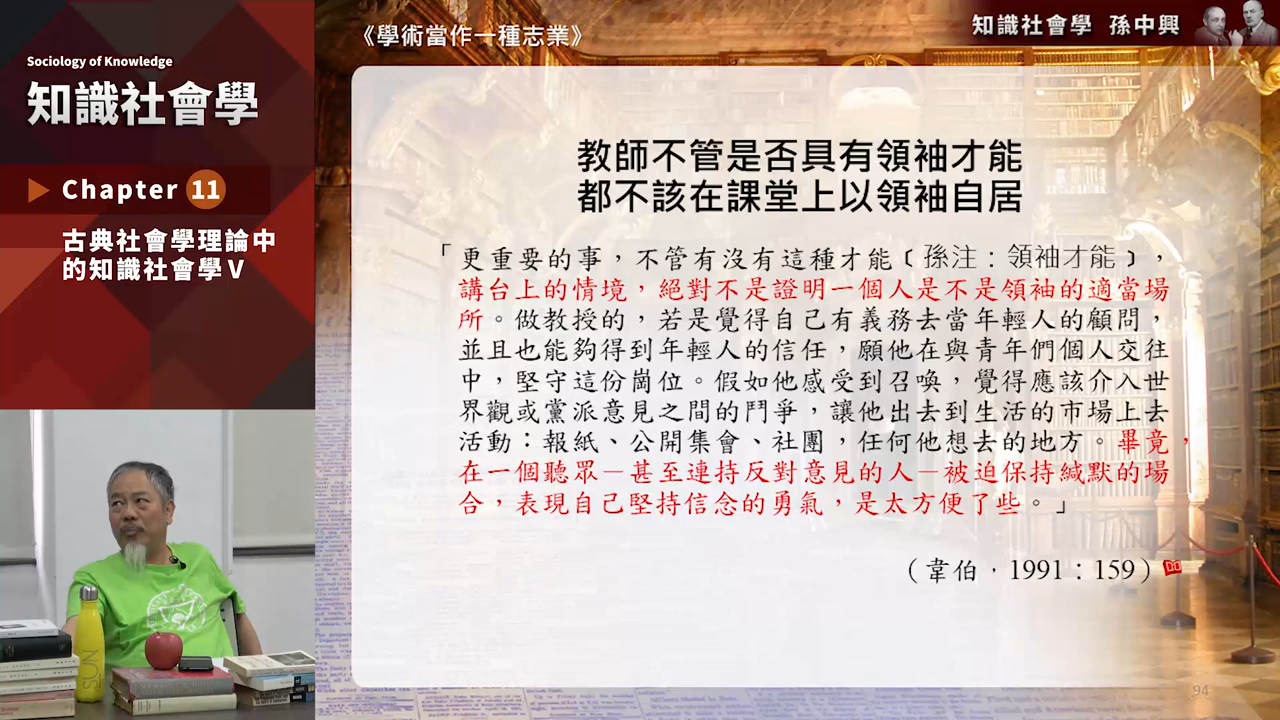 Sociology of Knowledge
知識社會學
Chapter 11
古典社會學理論中
的知識社會學 V
《學術當作一種志業》
知識社會學 孫中興
教師不管是否具有領袖才能
都不該在課堂上以領袖自居
「更重要的事，不管有沒有這種才能〔孫注：領袖才能〕，
講台上的情境，絕對不是證明一個人是不是領袖的適當場
所。做教授的，若是覺得自己有義務去當年輕人的顧問，
並且也能夠得到年輕人的信任，願他在與青年們個人交往
中，堅守這份崗位。假如他感受到召喚，覺得應該介入世
界觀或黨派意見之間的鬥爭，讓他出去到生活的市場上去
活動：報紙、公開集會、社團，任何他想去的地方。畢竟，
在一個聽眾—甚至連持反對意見的人—被迫保持緘默的場
合，表現自己堅持信念的勇氣，是太方便了些。」
（韋伯，1991：159）
94
SUN